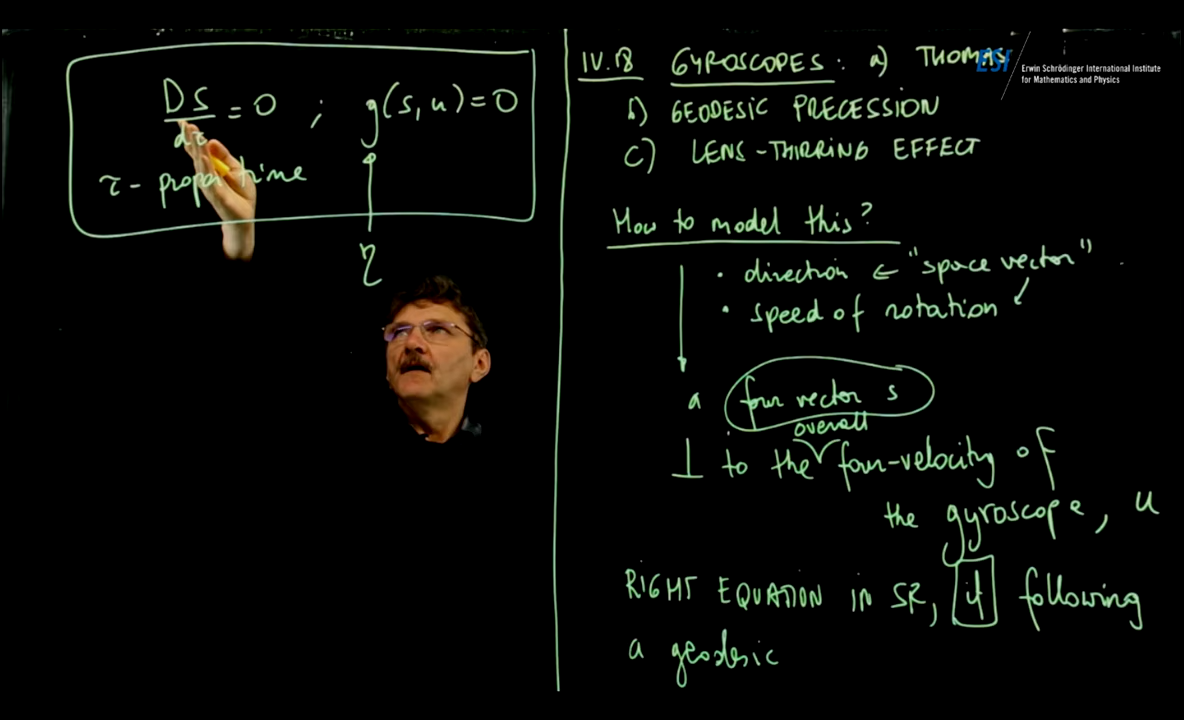 Ds/dτ = 0 ; g(s, u) = 0
τ - proper time
η
IV.18 GYROSCOPES: a) THOMAS
b) GEODESIC PRECESSION
c) LENS-THIRRING EFFECT
How to model this?
· direction ∈ "space vector"
· speed of rotation
a four vector s
overall
⊥ to the four-velocity of
the gyroscope, u
RIGHT EQUATION IN SR, if following
a geodesic
ESI
Erwin Schrödinger International Institute
for Mathematics and Physics